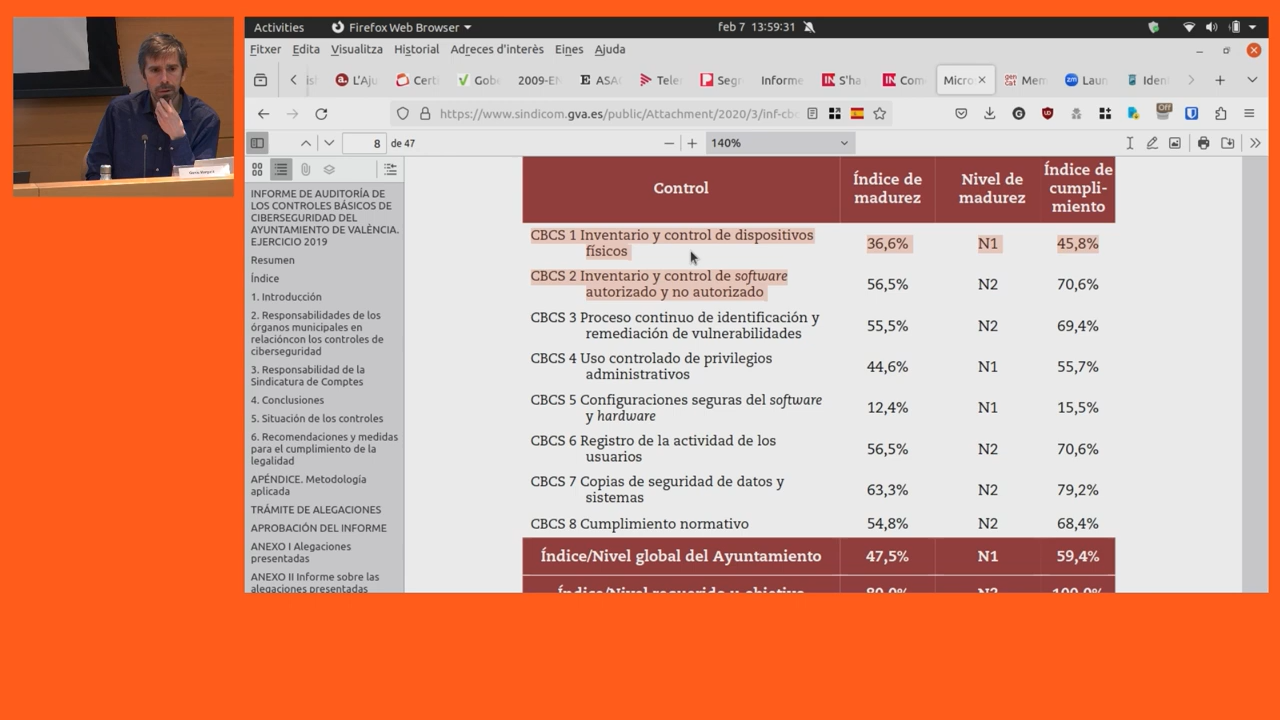 Activities
Firefox Web Browser
feb 7 13:59:31
Fitxer Edita Visualitza Historial Adreces d'interès Eines Ajuda
L'Aju Certi Gobe 2009-EN ASA Tele Segr Informe S'ha Com Micro Mem Laun Iden
https://www.sindicom.gva.es/public/Attachment/2020/3/inf-cb
Off
8 de 47
140%
INFORME DE AUDITORÍA DE
LOS CONTROLES BÁSICOS DE
CIBERSEGURIDAD DEL
AYUNTAMIENTO DE VALÈNCIA.
EJERCICIO 2019
Resumen
Índice
1. Introducción
2. Responsabilidades de los
órganos municipales en
relacióncon los controles de
ciberseguridad
3. Responsabilidad de la
Sindicatura de Comptes
4. Conclusiones
5. Situación de los controles
6. Recomendaciones y medidas
para el cumplimiento de la
legalidad
APÉNDICE. Metodología
aplicada
TRÁMITE DE ALEGACIONES
APROBACIÓN DEL INFORME
ANEXO I Alegaciones
presentadas
ANEXO II Informe sobre las
alegaciones presentadas
Control
Índice de
madurez
Nivel de
madurez
Índice de
cumpli-
miento
CBCS 1 Inventario y control de dispositivos
físicos
36,6% N1 45,8%
CBCS 2 Inventario y control de software
autorizado y no autorizado
56,5% N2 70,6%
CBCS 3 Proceso continuo de identificación y
remediación de vulnerabilidades
55,5% N2 69,4%
CBCS 4 Uso controlado de privilegios
administrativos
44,6% N1 55,7%
CBCS 5 Configuraciones seguras del software
y hardware
12,4% N1 15,5%
CBCS 6 Registro de la actividad de los
usuarios
56,5% N2 70,6%
CBCS 7 Copias de seguridad de datos y
sistemas
63,3% N2 79,2%
CBCS 8 Cumplimiento normativo 54,8% N2 68,4%
Índice/Nivel global del Ayuntamiento 47,5% N1 59,4%